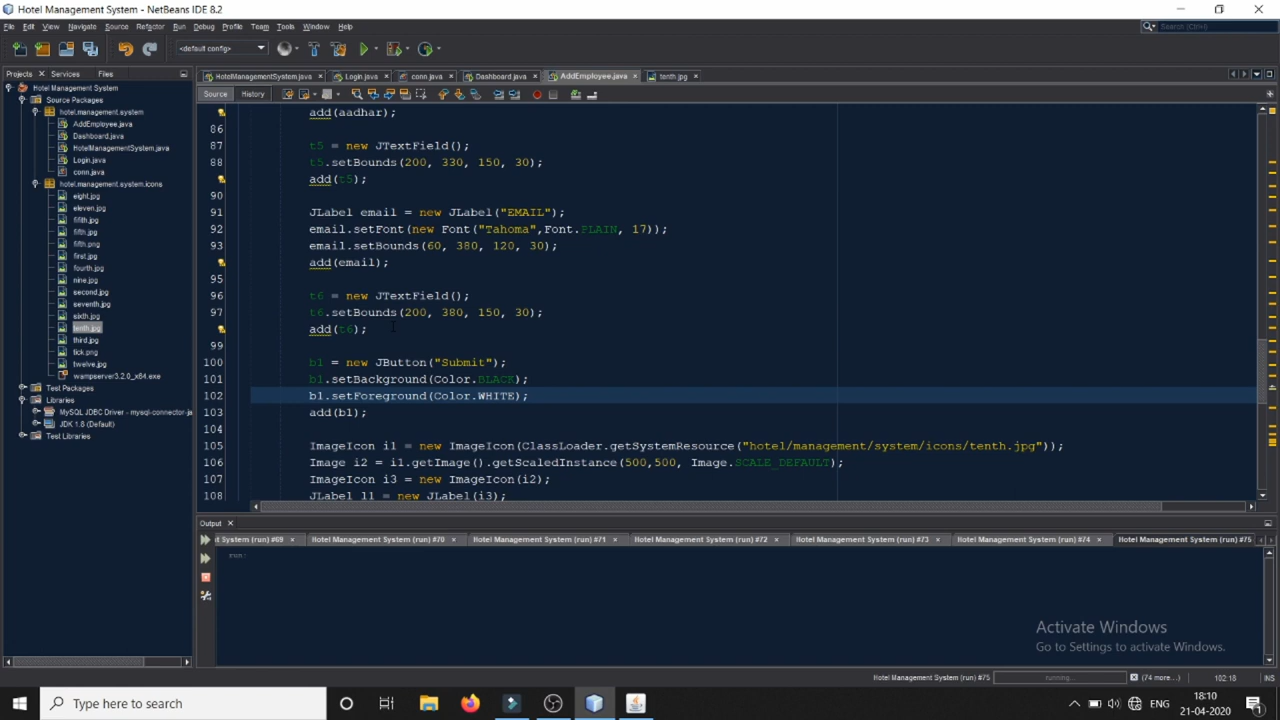 Hotel Management System - NetBeans IDE 8.2
File Edit View Navigate Source Refactor Run Debug Profile Team Tools Window Help
Search (Ctrl+I)
<default config>
Projects Services Files
HotelManagementSystem.java Login.java conn.java Dashboard.java AddEmployee.java tenth.jpg
Source History
Hotel Management System
Source Packages
hotel.management.system
AddEmployee.java
Dashboard.java
HotelManagementSystem.java
Login.java
conn.java
hotel.management.system.icons
eight.jpg
eleven.jpg
fifith.jpg
fifth.jpg
fifth.png
first.jpg
fourth.jpg
nine.jpg
second.jpg
seventh.jpg
sixth.jpg
tenth.jpg
third.jpg
tick.png
twelve.jpg
wampserver3.2.0_x64.exe
Test Packages
Libraries
MySQL JDBC Driver - mysql-connector-ja
JDK 1.8 (Default)
Test Libraries
add(aadhar);
86
87 t5 = new JTextField();
88 t5.setBounds(200, 330, 150, 30);
add(t5);
90
91 JLabel email = new JLabel("EMAIL");
92 email.setFont(new Font("Tahoma",Font.PLAIN, 17));
93 email.setBounds(60, 380, 120, 30);
add(email);
95
96 t6 = new JTextField();
97 t6.setBounds(200, 380, 150, 30);
add(t6);
99
100 b1 = new JButton("Submit");
101 b1.setBackground(Color.BLACK);
102 b1.setForeground(Color.WHITE);
103 add(b1);
105 ImageIcon i1 = new ImageIcon(ClassLoader.getSystemResource("hotel/management/system/icons/tenth.jpg"));
106 Image i2 = i1.getImage().getScaledInstance(500,500, Image.SCALE_DEFAULT);
107 ImageIcon i3 = new ImageIcon(i2);
108 JLabel l1 = new JLabel(i3);
Output
t System (run) #69 Hotel Management System (run) #70 Hotel Management System (run) #71 Hotel Management System (run) #72 Hotel Management System (run) #73 Hotel Management System (run) #74 Hotel Management System (run) #75
run:
Activate Windows
Go to Settings to activate Windows.
Hotel Management System (run) #75 running... (74 more...) 102:18 INS
Type here to search
ENG
18:10
21-04-2020
1